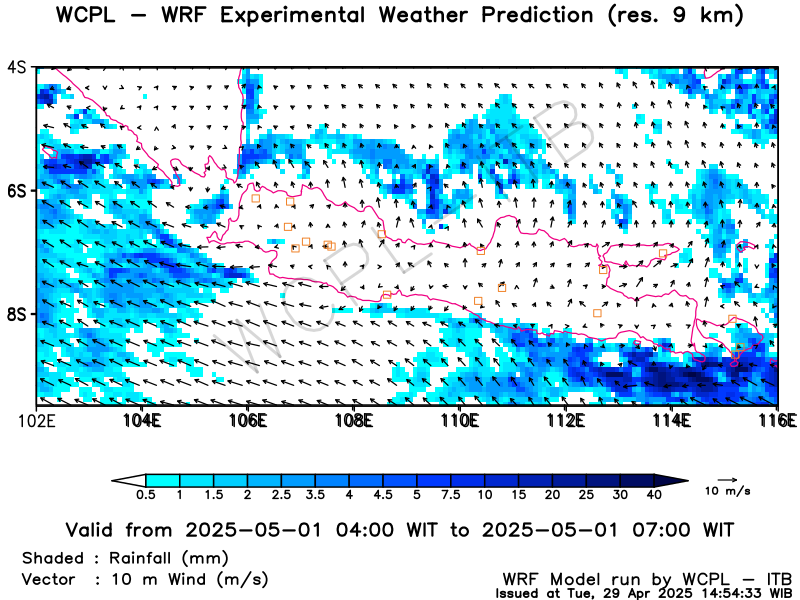 WCPL – WRF Experimental Weather Prediction (res. 9 km)
4S
6S
8S
WCPL ITB
102E 104E 106E 108E 110E 112E 114E 116E
0.5 1 1.5 2 2.5 3.5 4 4.5 5 7.5 10 15 20 25 30 40
10 m/s
Valid from 2025–05–01 04:00 WIT to 2025–05–01 07:00 WIT
Shaded : Rainfall (mm)
Vector : 10 m Wind (m/s)
WRF Model run by WCPL – ITB
Issued at Tue, 29 Apr 2025 14:54:33 WIB